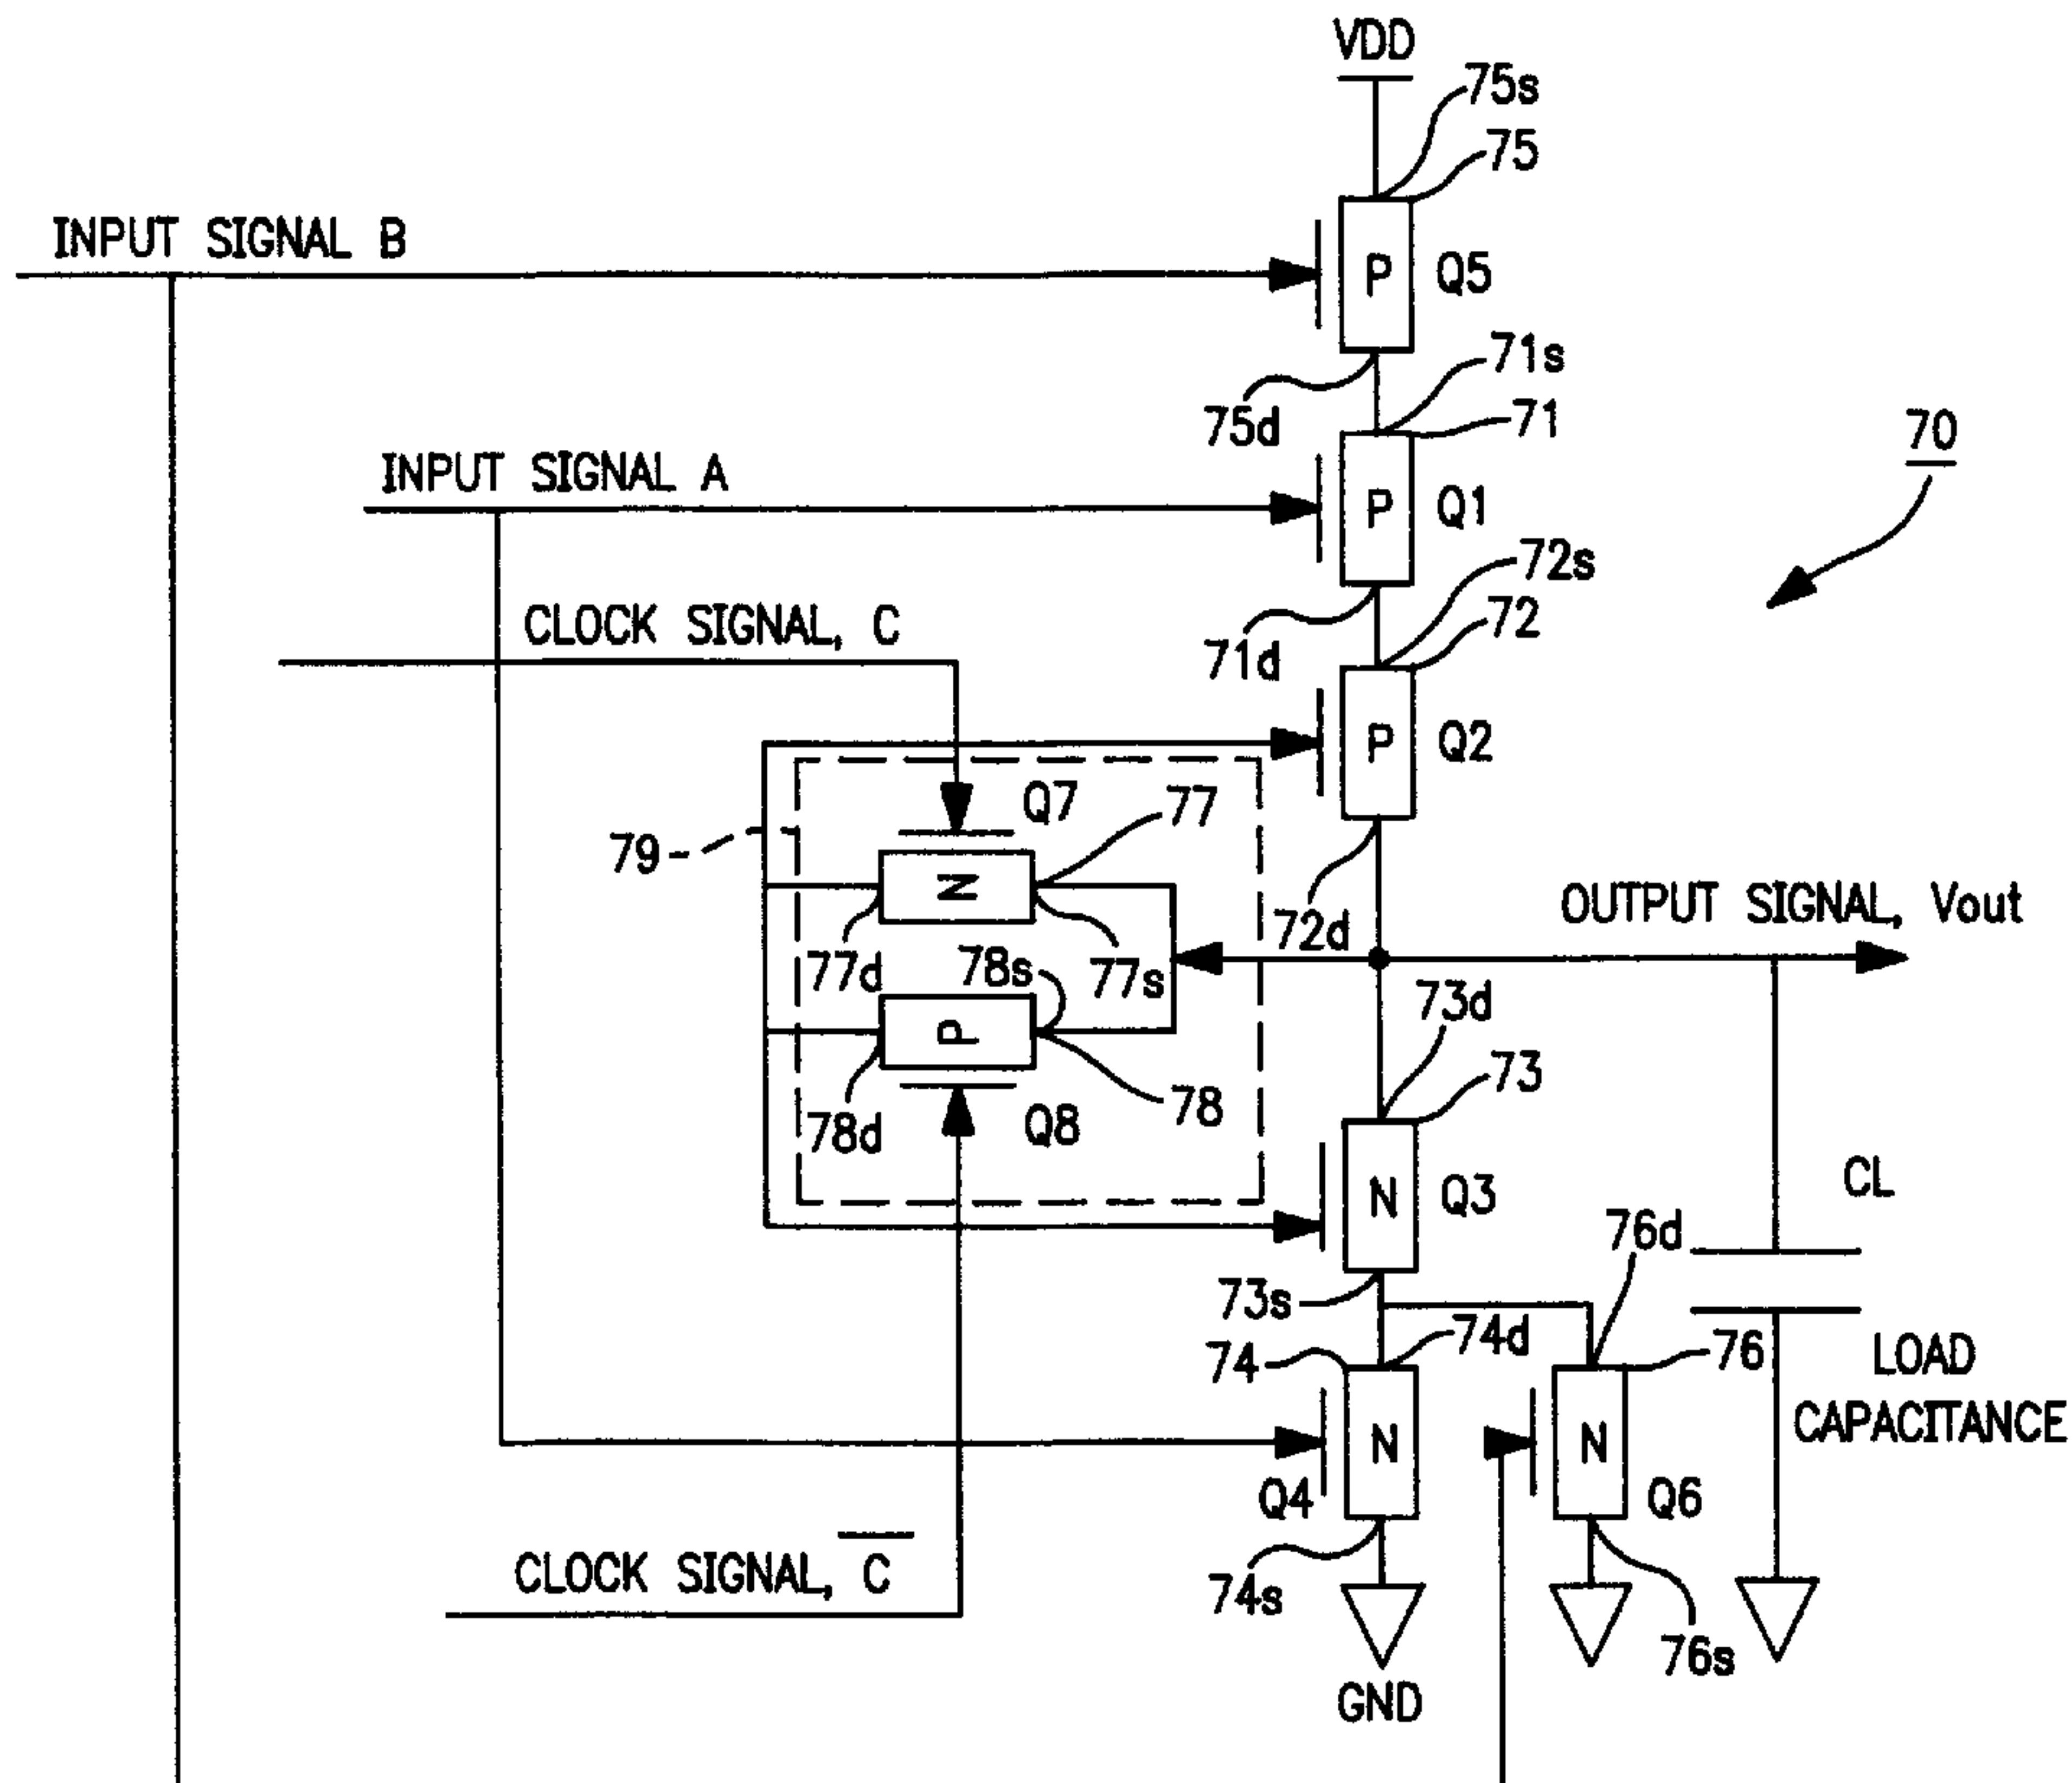 VDD
75s
75
INPUT SIGNAL B
P
Q5
71s
75d
71
70
INPUT SIGNAL A
P
Q1
72s
CLOCK SIGNAL, C
72
71d
P
Q2
Q7
77
79
N
OUTPUT SIGNAL, Vout
72d
77d
78s
77s
73d
P
73
78
78d
Q8
CL
N
Q3
76d
73s
74d
74
76
LOAD
CAPACITANCE
N
N
Q4
Q6
CLOCK SIGNAL, C̅
74s
76s
GND